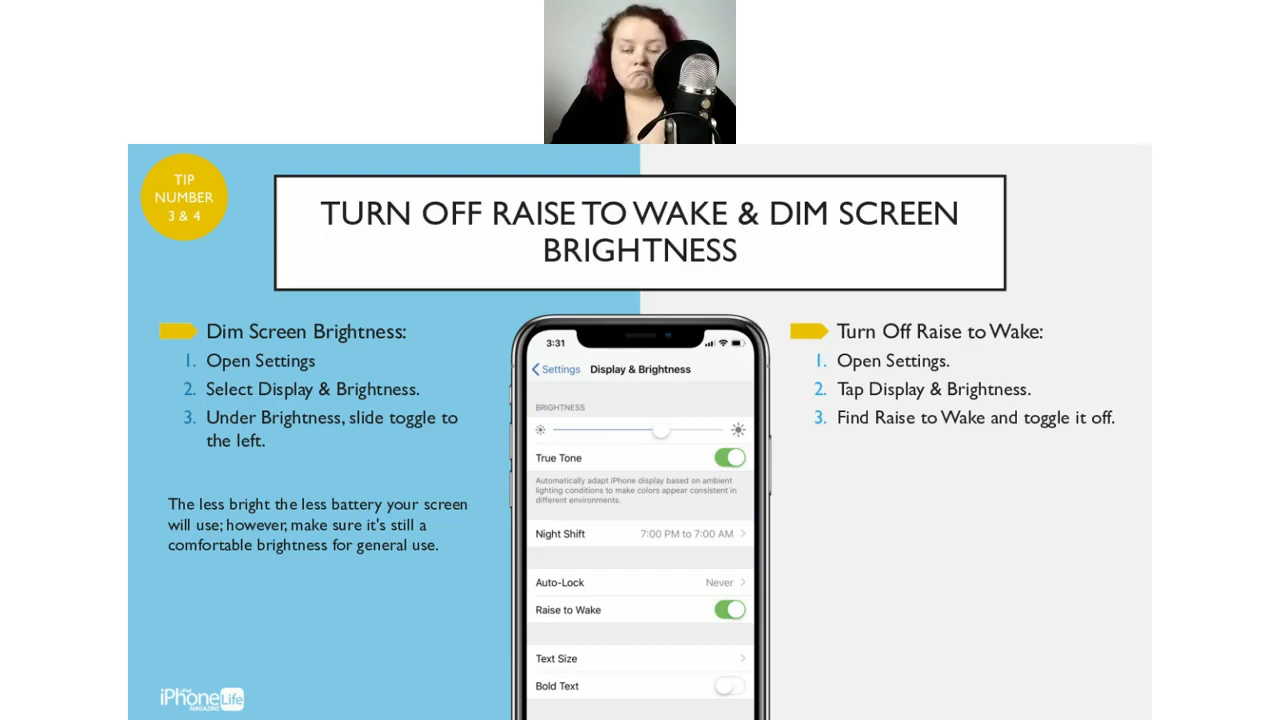 TIP
NUMBER
3 & 4
TURN OFF RAISE TO WAKE & DIM SCREEN
BRIGHTNESS
Dim Screen Brightness:
1. Open Settings
2. Select Display & Brightness.
3. Under Brightness, slide toggle to
the left.
The less bright the less battery your screen
will use; however, make sure it's still a
comfortable brightness for general use.
3:31
Settings
Display & Brightness
BRIGHTNESS
True Tone
Automatically adapt iPhone display based on ambient
lighting conditions to make colors appear consistent in
different environments.
Night Shift 7:00 PM to 7:00 AM
Auto-Lock Never
Raise to Wake
Text Size
Bold Text
Turn Off Raise to Wake:
1. Open Settings.
2. Tap Display & Brightness.
3. Find Raise to Wake and toggle it off.
iPhone Life
MAGAZINE